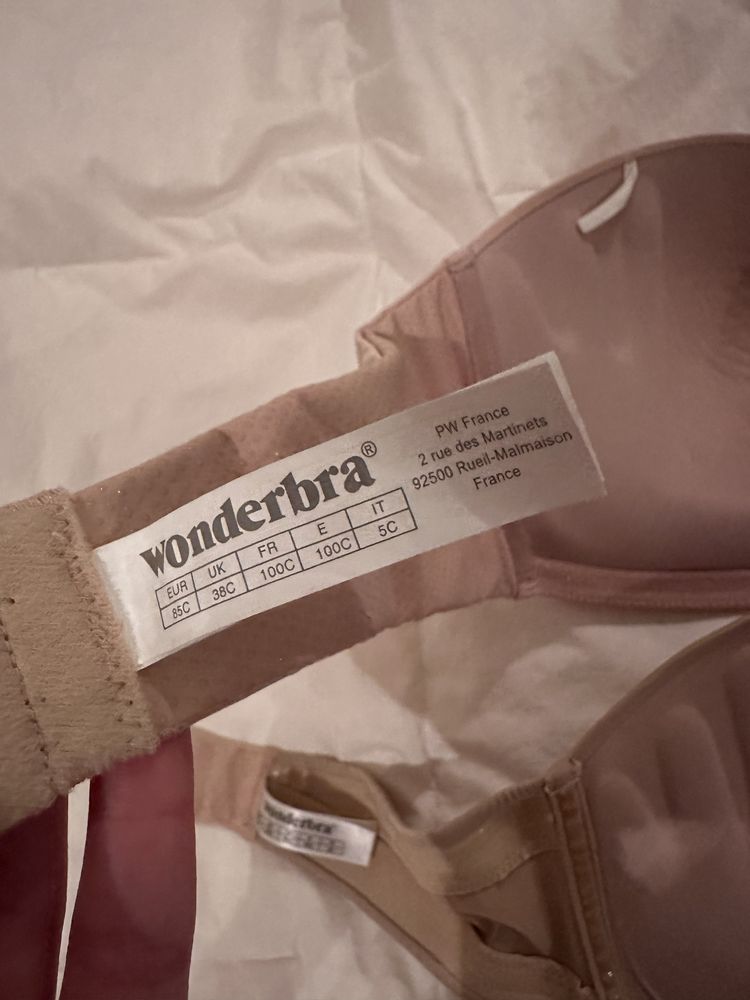 wonderbra®
EUR UK FR E IT
85C 38C 100C 100C 5C
PW France
2 rue des Martinets
92500 Rueil-Malmaison
France
wonderbra